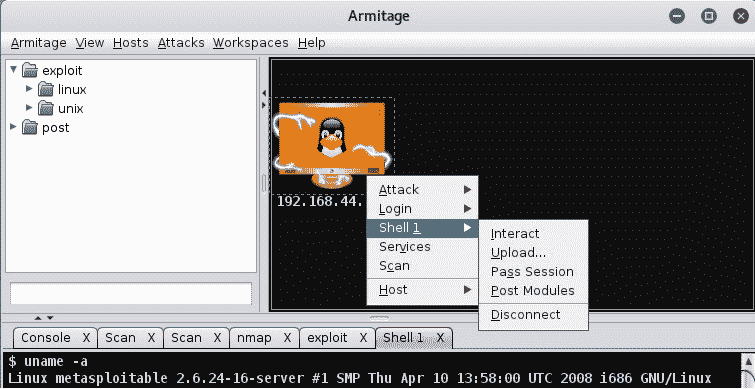 Armitage
Armitage View Hosts Attacks Workspaces Help
exploit
linux
unix
post
192.168.44.
Attack
Login
Shell 1
Services
Scan
Host
Interact
Upload...
Pass Session
Post Modules
Disconnect
Console X Scan X Scan X nmap X exploit X Shell 1 X
$ uname -a
Linux metasploitable 2.6.24-16-server #1 SMP Thu Apr 10 13:58:00 UTC 2008 i686 GNU/Linux